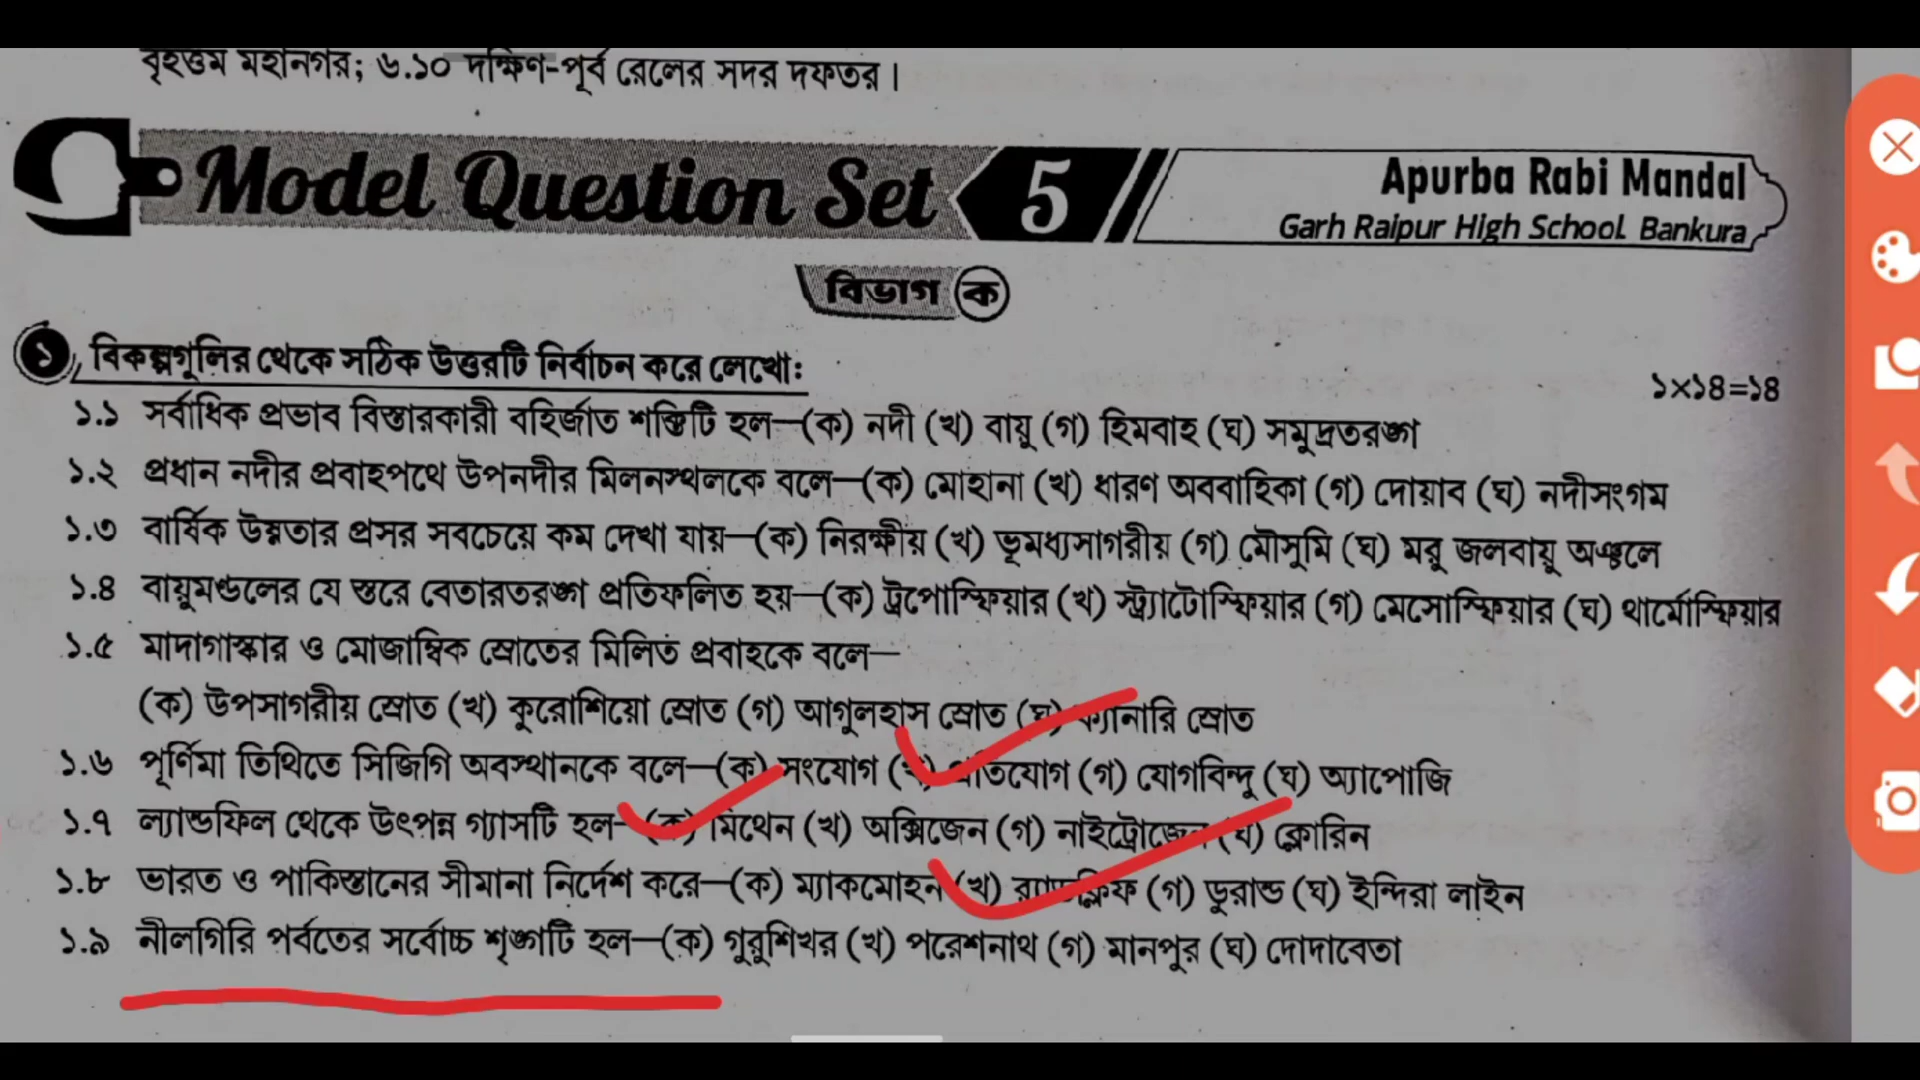 বৃহত্তম মহানগর; ৬.১০ দক্ষিণ-পূর্ব রেলের সদর দফতর।
Model Question Set 5
Apurba Rabi Mandal
Garh Raipur High School, Bankura
বিভাগ ক
১. বিকল্পগুলির থেকে সঠিক উত্তরটি নির্বাচন করে লেখো: ১×১৪=১৪
১.১ সর্বাধিক প্রভাব বিস্তারকারী বহির্জাত শক্তিটি হল—(ক) নদী (খ) বায়ু (গ) হিমবাহ (ঘ) সমুদ্রতরঙ্গ
১.২ প্রধান নদীর প্রবাহপথে উপনদীর মিলনস্থলকে বলে—(ক) মোহানা (খ) ধারণ অববাহিকা (গ) দোয়াব (ঘ) নদীসংগম
১.৩ বার্ষিক উষ্ণতার প্রসর সবচেয়ে কম দেখা যায়—(ক) নিরক্ষীয় (খ) ভূমধ্যসাগরীয় (গ) মৌসুমি (ঘ) মরু জলবায়ু অঞ্চলে
১.৪ বায়ুমণ্ডলের যে স্তরে বেতারতরঙ্গ প্রতিফলিত হয়—(ক) ট্রপোস্ফিয়ার (খ) স্ট্র্যাটোস্ফিয়ার (গ) মেসোস্ফিয়ার (ঘ) থার্মোস্ফিয়ার
১.৫ মাদাগাস্কার ও মোজাম্বিক স্রোতের মিলিত প্রবাহকে বলে—
(ক) উপসাগরীয় স্রোত (খ) কুরোশিয়ো স্রোত (গ) আগুলহাস স্রোত (ঘ) ক্যানারি স্রোত
১.৬ পূর্ণিমা তিথিতে সিজিগি অবস্থানকে বলে—(ক) সংযোগ (খ) প্রতিযোগ (গ) যোগবিন্দু (ঘ) অ্যাপোজি
১.৭ ল্যান্ডফিল থেকে উৎপন্ন গ্যাসটি হল—(ক) মিথেন (খ) অক্সিজেন (গ) নাইট্রোজেন (ঘ) ক্লোরিন
১.৮ ভারত ও পাকিস্তানের সীমানা নির্দেশ করে—(ক) ম্যাকমোহন (খ) র‍্যাডক্লিফ (গ) ডুরান্ড (ঘ) ইন্দিরা লাইন
১.৯ নীলগিরি পর্বতের সর্বোচ্চ শৃঙ্গটি হল—(ক) গুরুশিখর (খ) পরেশনাথ (গ) মানপুর (ঘ) দোদাবেতা